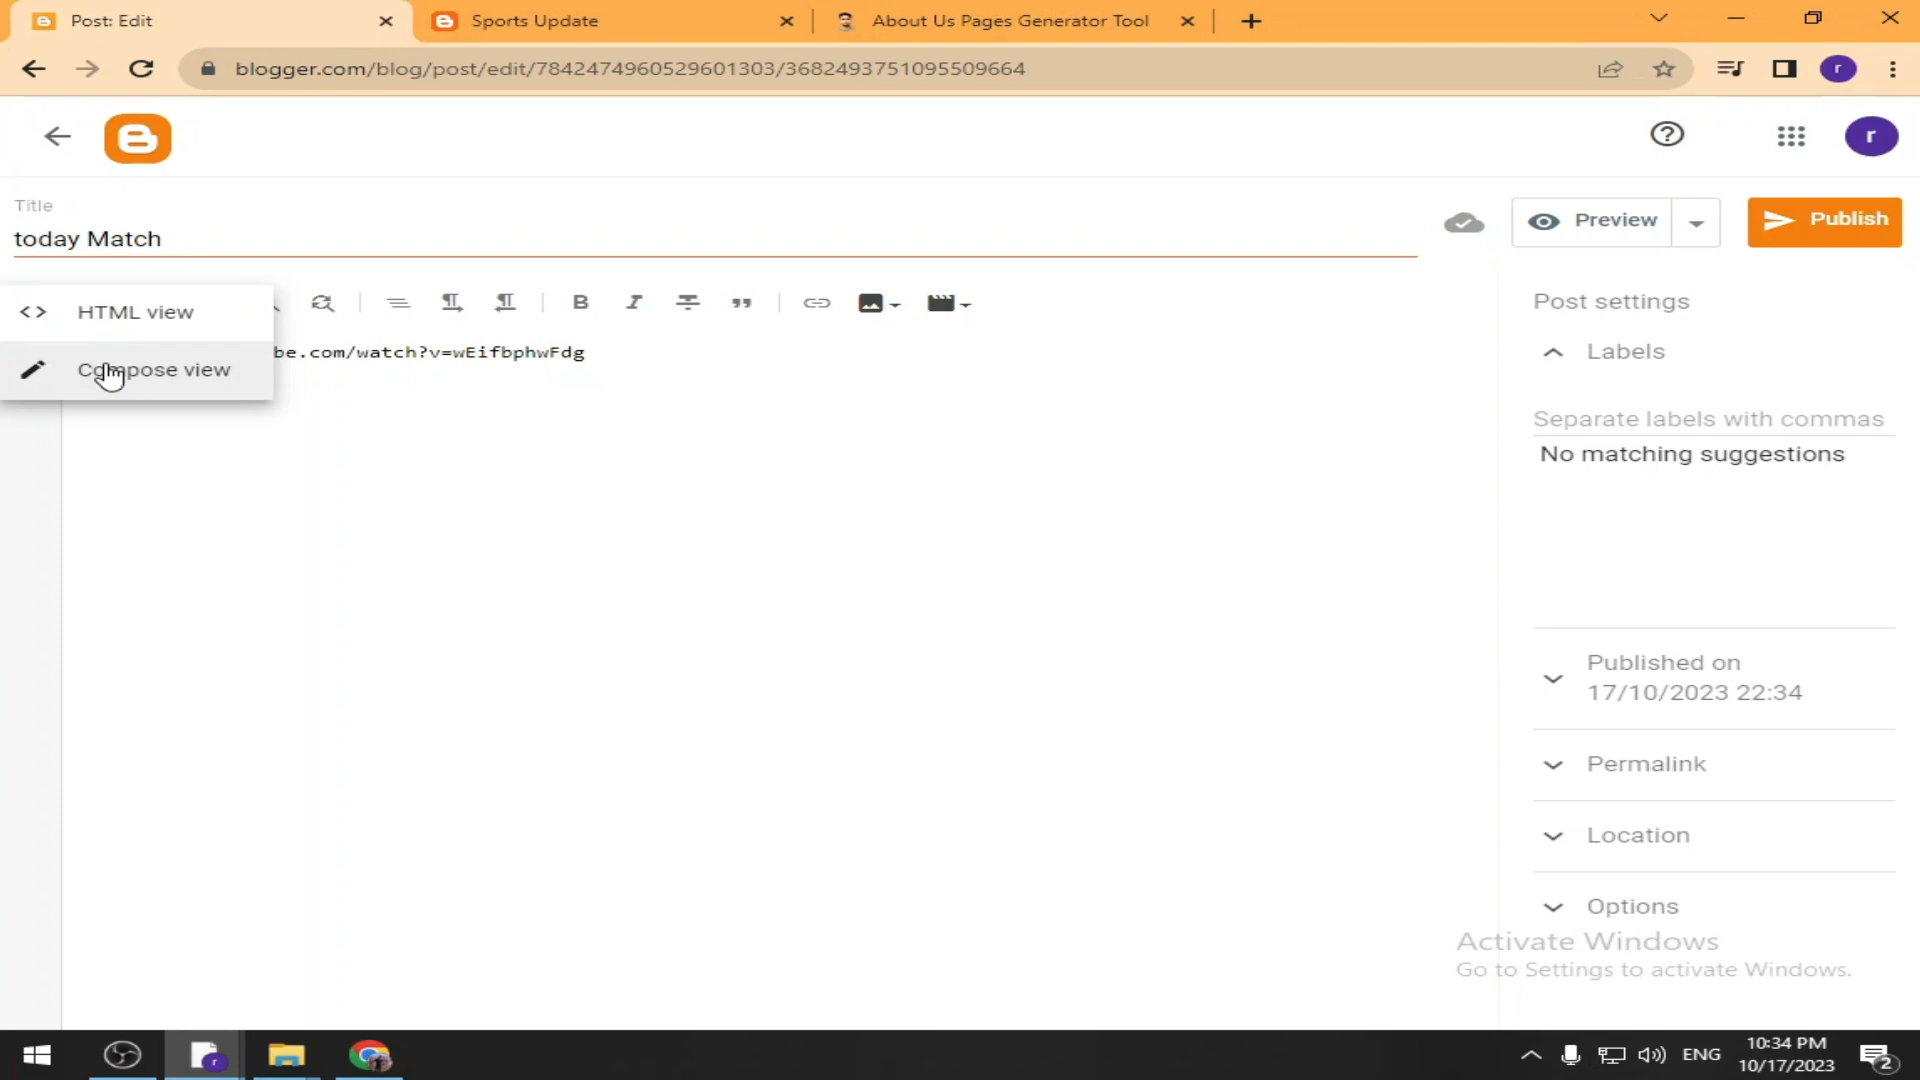 Post: Edit
Sports Update
About Us Pages Generator Tool
blogger.com/blog/post/edit/7842474960529601303/3682493751095509664
r
r
Title
today Match
Preview
Publish
HTML view
Compose view
be.com/watch?v=wEifbphwFdg
Post settings
Labels
Separate labels with commas
No matching suggestions
Published on
17/10/2023 22:34
Permalink
Location
Options
Activate Windows
Go to Settings to activate Windows.
r
ENG
10:34 PM
10/17/2023
2